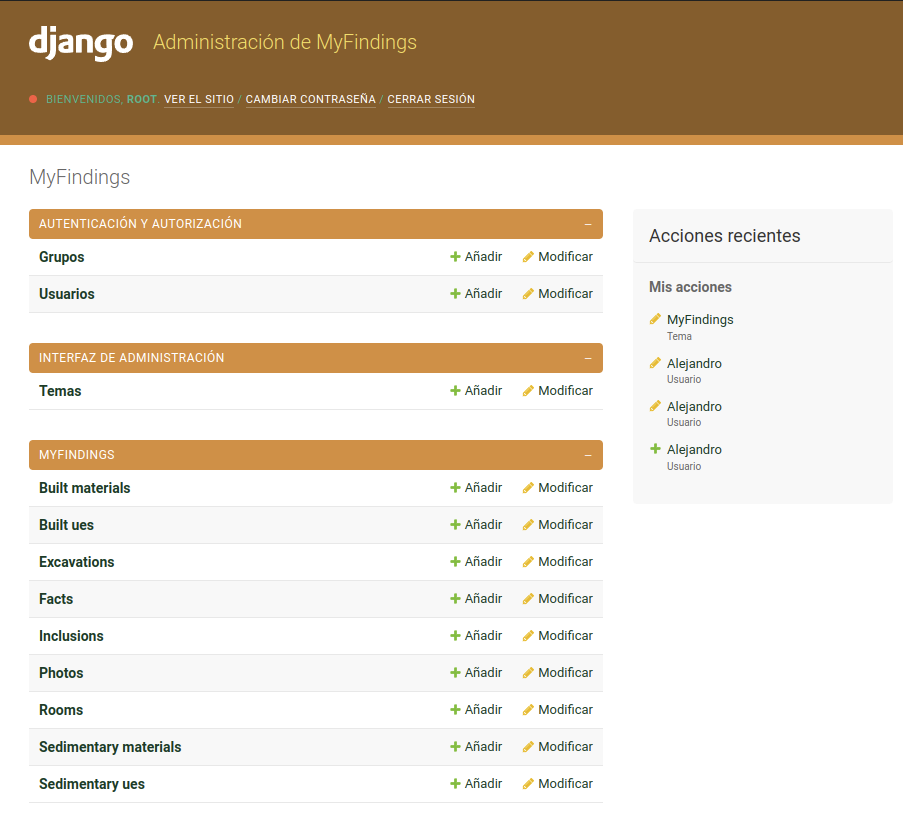 django Administración de MyFindings
BIENVENIDOS, ROOT. VER EL SITIO / CAMBIAR CONTRASEÑA / CERRAR SESIÓN
MyFindings
AUTENTICACIÓN Y AUTORIZACIÓN –
Grupos Añadir Modificar
Usuarios Añadir Modificar
INTERFAZ DE ADMINISTRACIÓN –
Temas Añadir Modificar
MYFINDINGS –
Built materials Añadir Modificar
Built ues Añadir Modificar
Excavations Añadir Modificar
Facts Añadir Modificar
Inclusions Añadir Modificar
Photos Añadir Modificar
Rooms Añadir Modificar
Sedimentary materials Añadir Modificar
Sedimentary ues Añadir Modificar
Acciones recientes
Mis acciones
MyFindings
Tema
Alejandro
Usuario
Alejandro
Usuario
Alejandro
Usuario